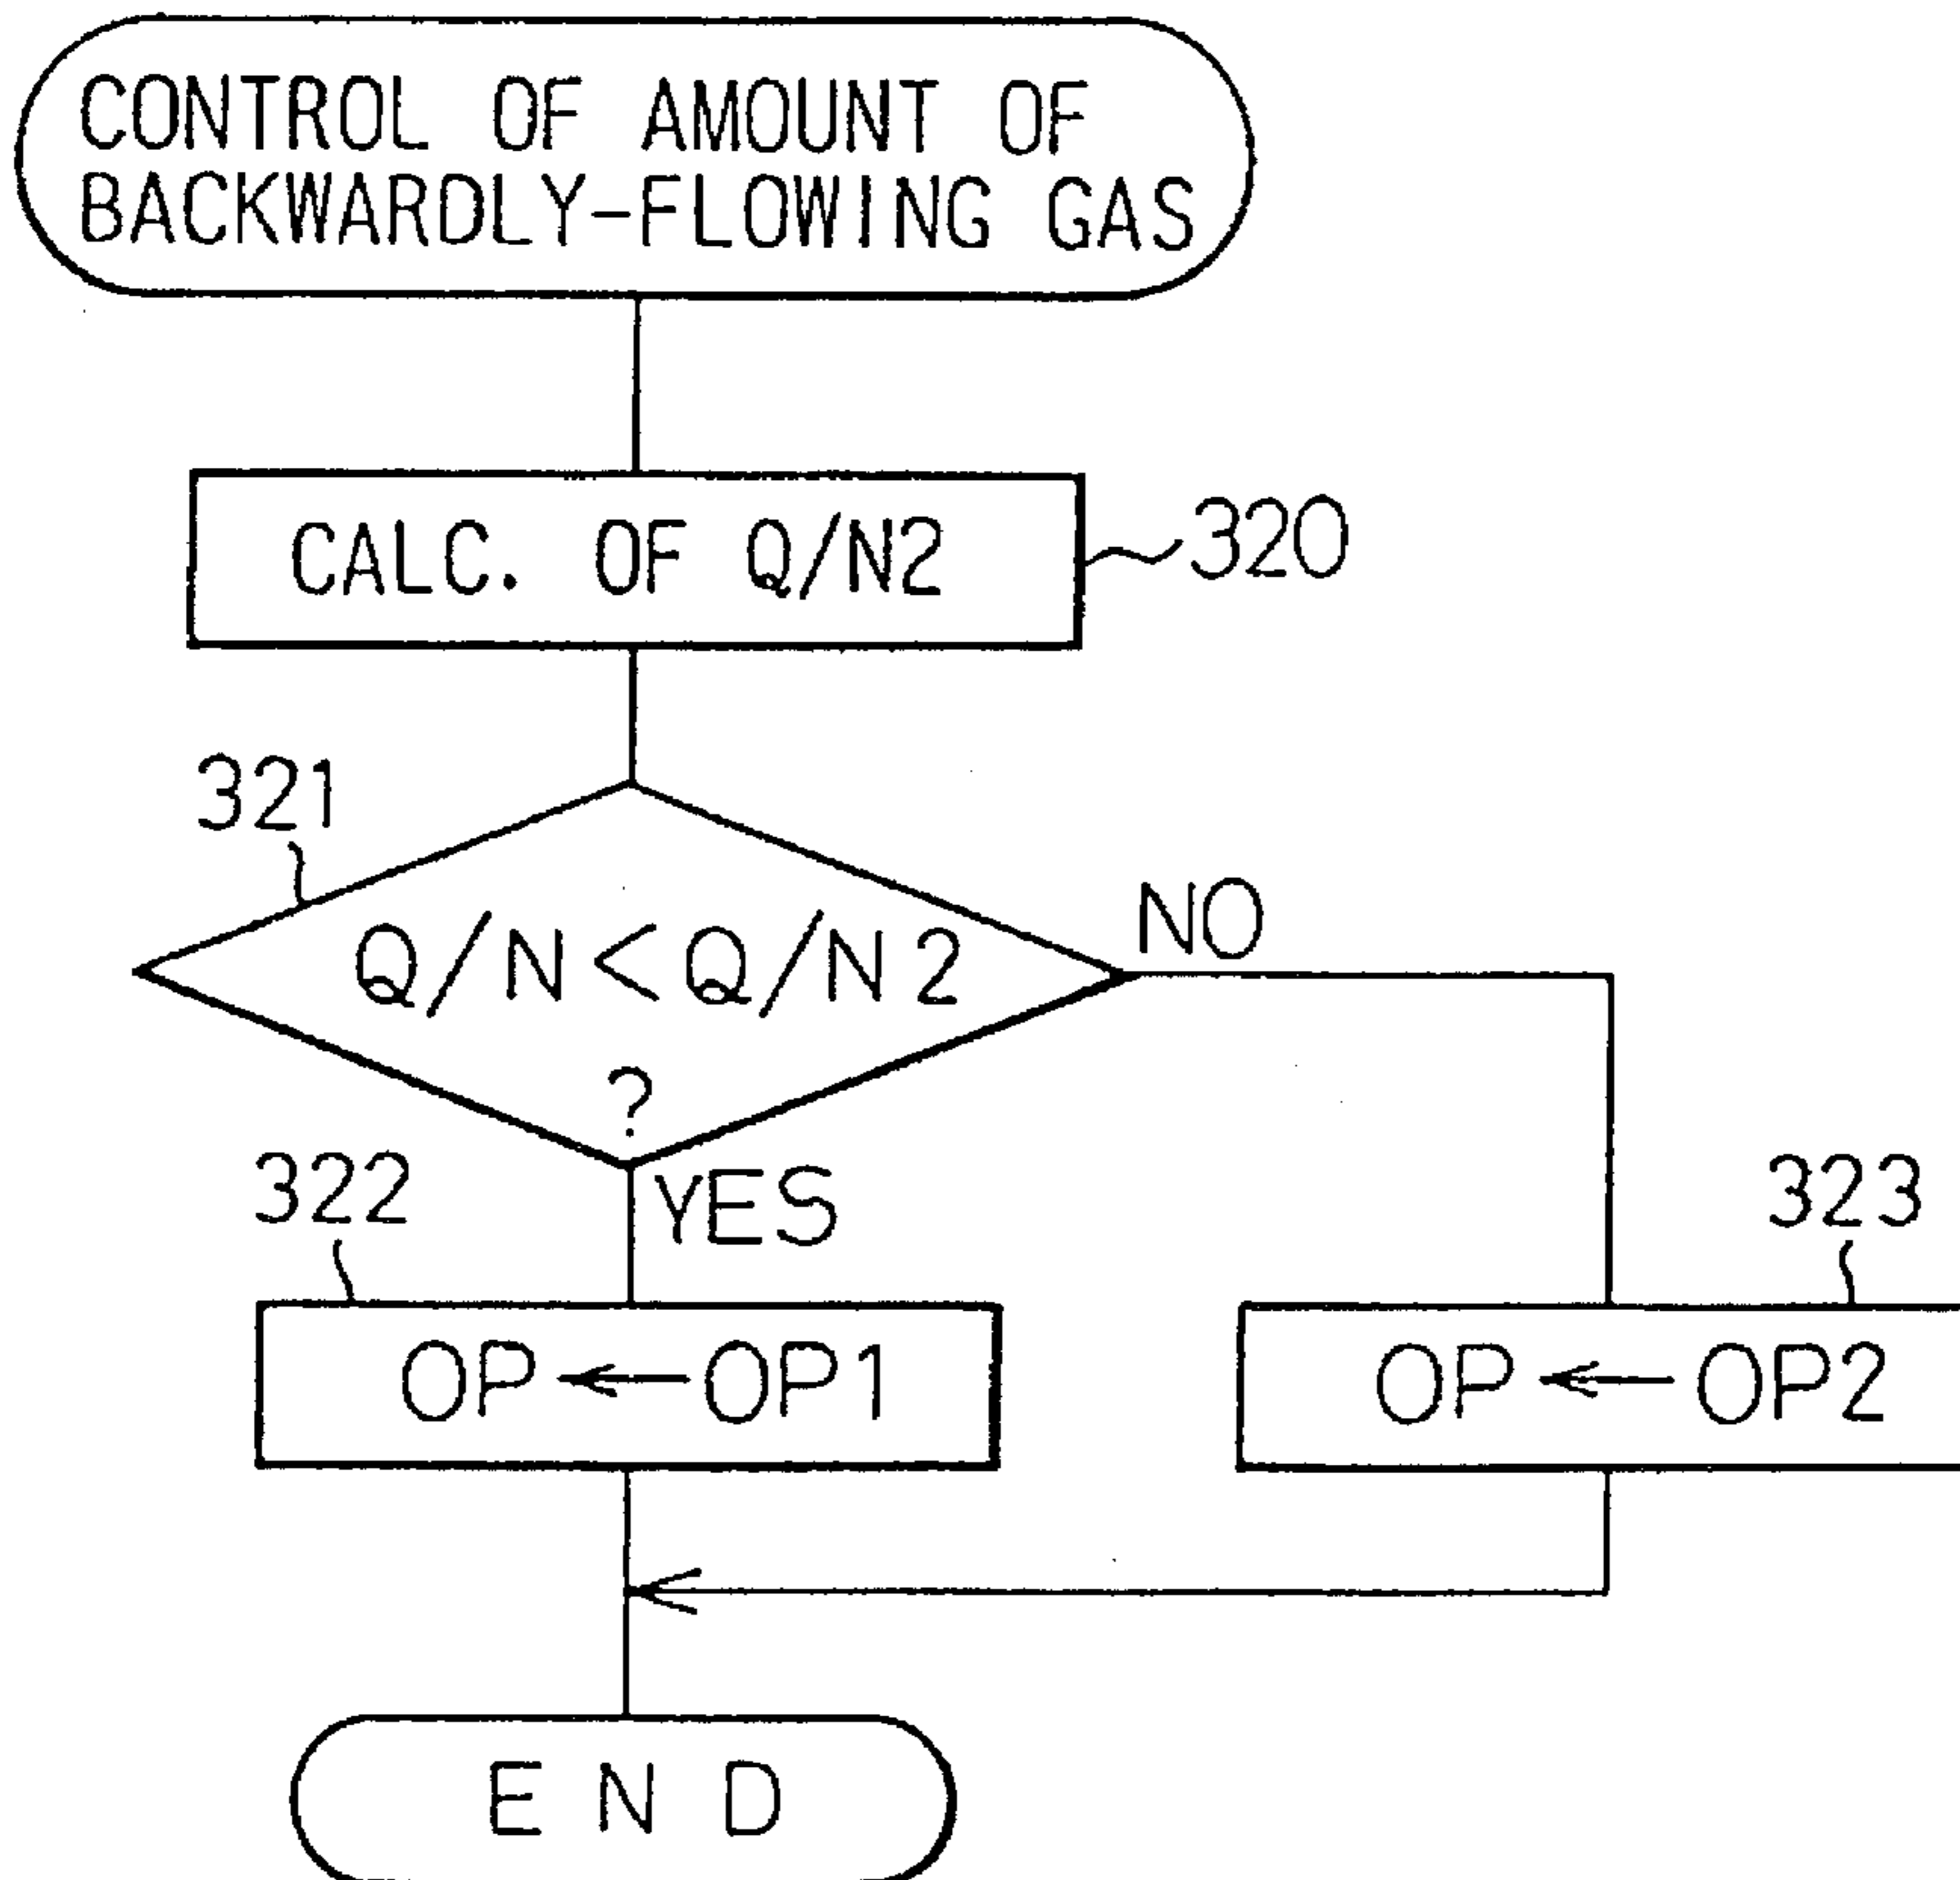 CONTROL OF AMOUNT OF
BACKWARDLY-FLOWING GAS
CALC. OF Q/N2
320
321
Q/N<Q/N2
?
NO
YES
322
OP←OP1
323
OP←OP2
END